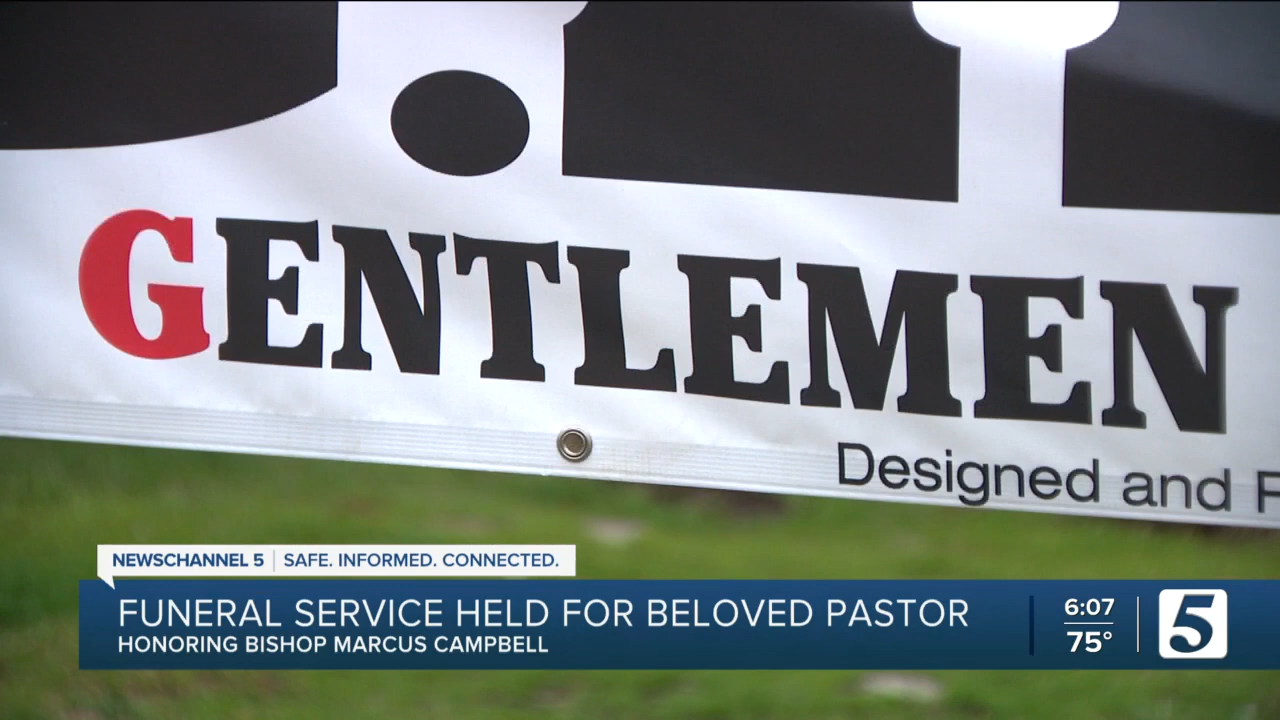 GENTLEMEN
Designed and
NEWSCHANNEL 5 | SAFE. INFORMED. CONNECTED.
FUNERAL SERVICE HELD FOR BELOVED PASTOR
HONORING BISHOP MARCUS CAMPBELL
6:07
75°
5